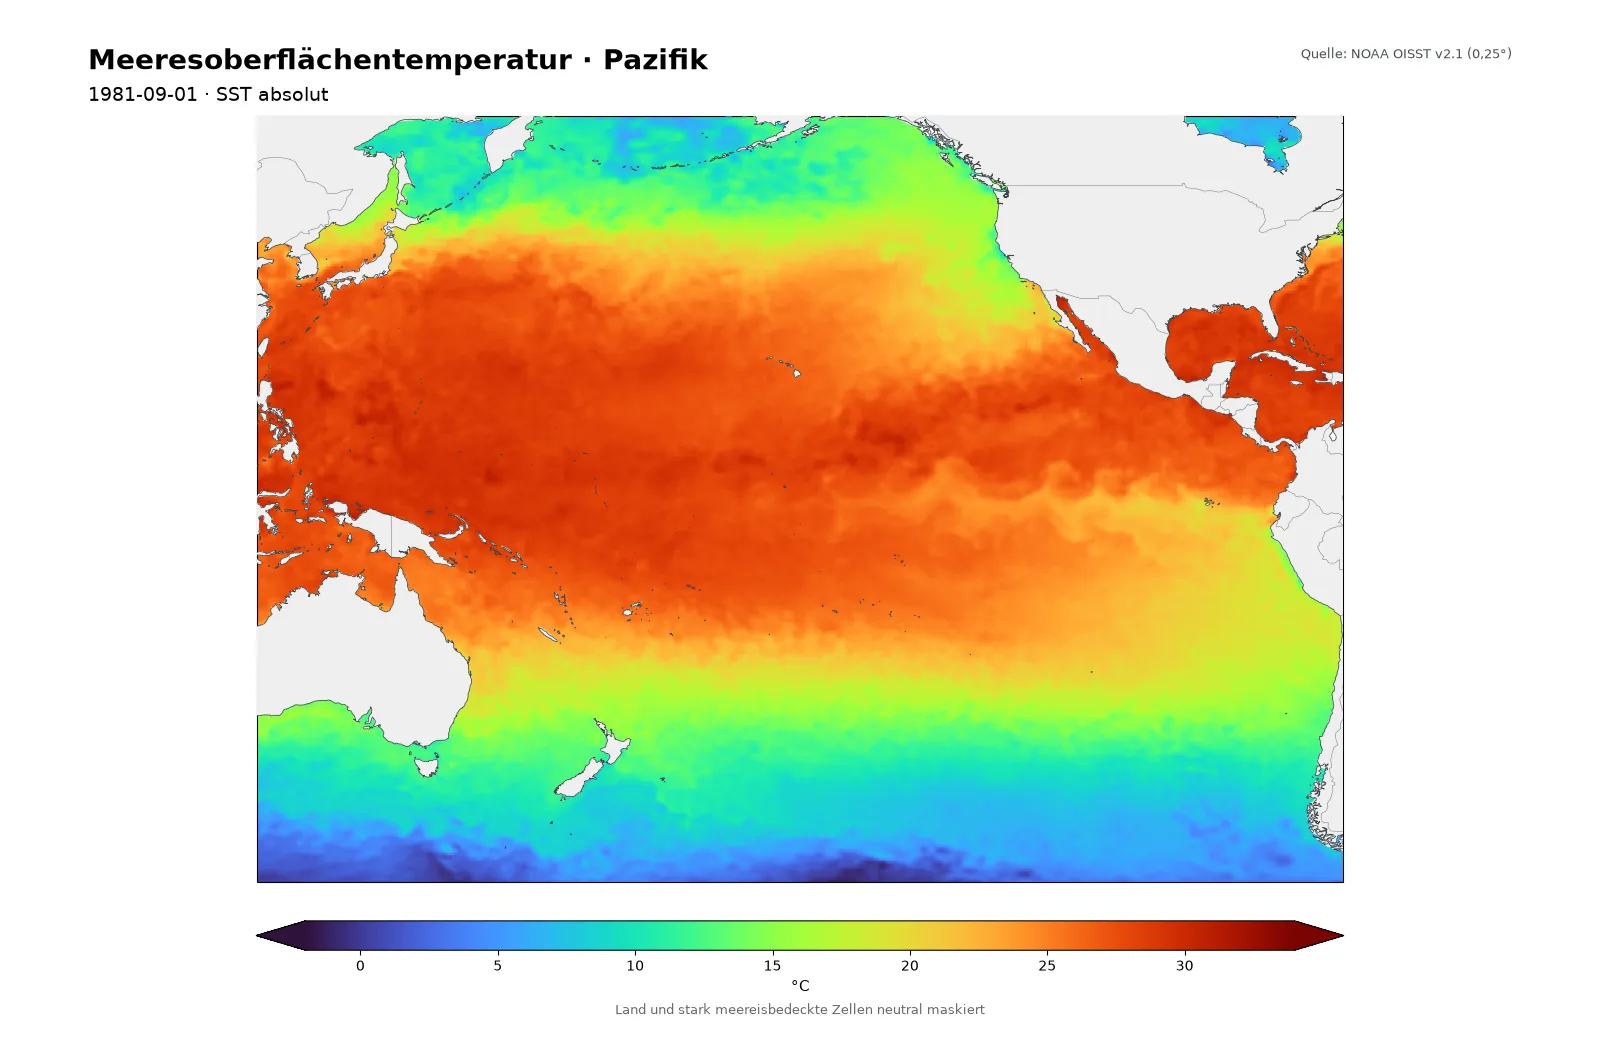 Meeresoberflächentemperatur · Pazifik
Quelle: NOAA OISST v2.1 (0,25°)
1981-09-01 · SST absolut
0 5 10 15 20 25 30
°C
Land und stark meereisbedeckte Zellen neutral maskiert